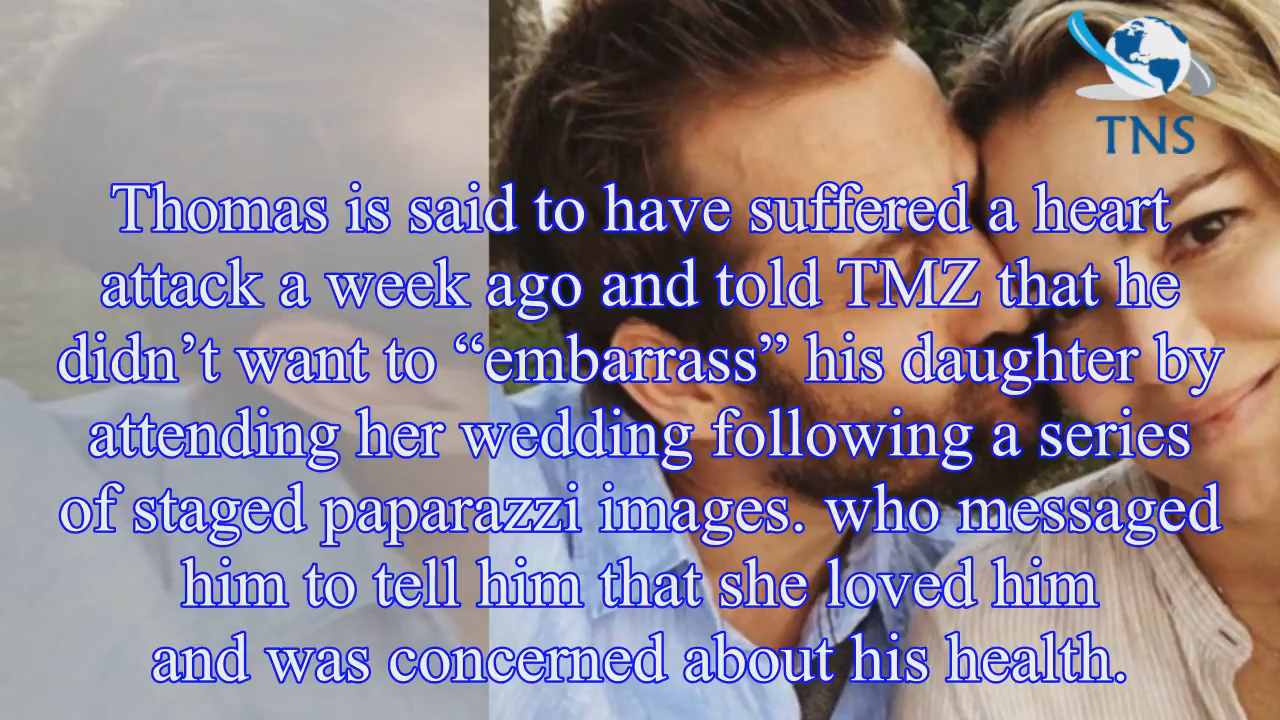 TNS
Thomas is said to have suffered a heart
attack a week ago and told TMZ that he
didn’t want to “embarrass” his daughter by
attending her wedding following a series
of staged paparazzi images. who messaged
him to tell him that she loved him
and was concerned about his health.